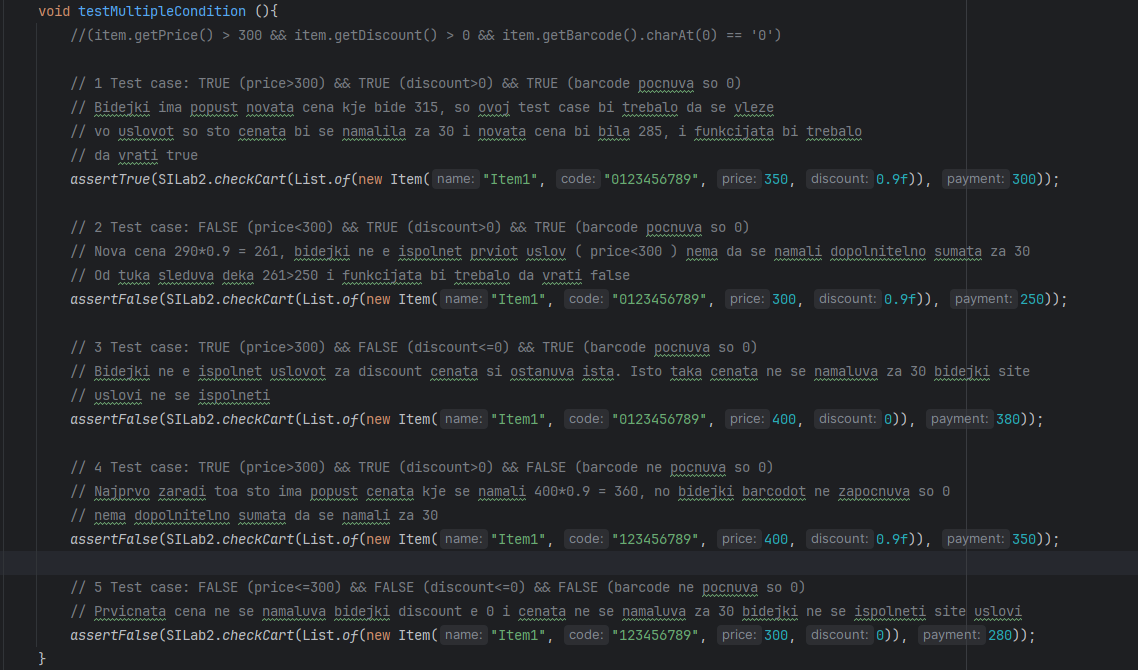 void testMultipleCondition (){
//(item.getPrice() > 300 && item.getDiscount() > 0 && item.getBarcode().charAt(0) == '0')
// 1 Test case: TRUE (price>300) && TRUE (discount>0) && TRUE (barcode pocnuva so 0)
// Bidejki ima popust novata cena kje bide 315, so ovoj test case bi trebalo da se vleze
// vo uslovot so sto cenata bi se namalila za 30 i novata cena bi bila 285, i funkcijata bi trebalo
// da vrati true
assertTrue(SILab2.checkCart(List.of(new Item( name: "Item1", code: "0123456789", price: 350, discount: 0.9f)), payment: 300));
// 2 Test case: FALSE (price<300) && TRUE (discount>0) && TRUE (barcode pocnuva so 0)
// Nova cena 290*0.9 = 261, bidejki ne e ispolnet prviot uslov ( price<300 ) nema da se namali dopolnitelno sumata za 30
// Od tuka sleduva deka 261>250 i funkcijata bi trebalo da vrati false
assertFalse(SILab2.checkCart(List.of(new Item( name: "Item1", code: "0123456789", price: 300, discount: 0.9f)), payment: 250));
// 3 Test case: TRUE (price>300) && FALSE (discount<=0) && TRUE (barcode pocnuva so 0)
// Bidejki ne e ispolnet uslovot za discount cenata si ostanuva ista. Isto taka cenata ne se namaluva za 30 bidejki site
// uslovi ne se ispolneti
assertFalse(SILab2.checkCart(List.of(new Item( name: "Item1", code: "0123456789", price: 400, discount: 0)), payment: 380));
// 4 Test case: TRUE (price>300) && TRUE (discount>0) && FALSE (barcode ne pocnuva so 0)
// Najprvo zaradi toa sto ima popust cenata kje se namali 400*0.9 = 360, no bidejki barcodot ne zapocnuva so 0
// nema dopolnitelno sumata da se namali za 30
assertFalse(SILab2.checkCart(List.of(new Item( name: "Item1", code: "123456789", price: 400, discount: 0.9f)), payment: 350));
// 5 Test case: FALSE (price<=300) && FALSE (discount<=0) && FALSE (barcode ne pocnuva so 0)
// Prvicnata cena ne se namaluva bidejki discount e 0 i cenata ne se namaluva za 30 bidejki ne se ispolneti site uslovi
assertFalse(SILab2.checkCart(List.of(new Item( name: "Item1", code: "123456789", price: 300, discount: 0)), payment: 280));
}